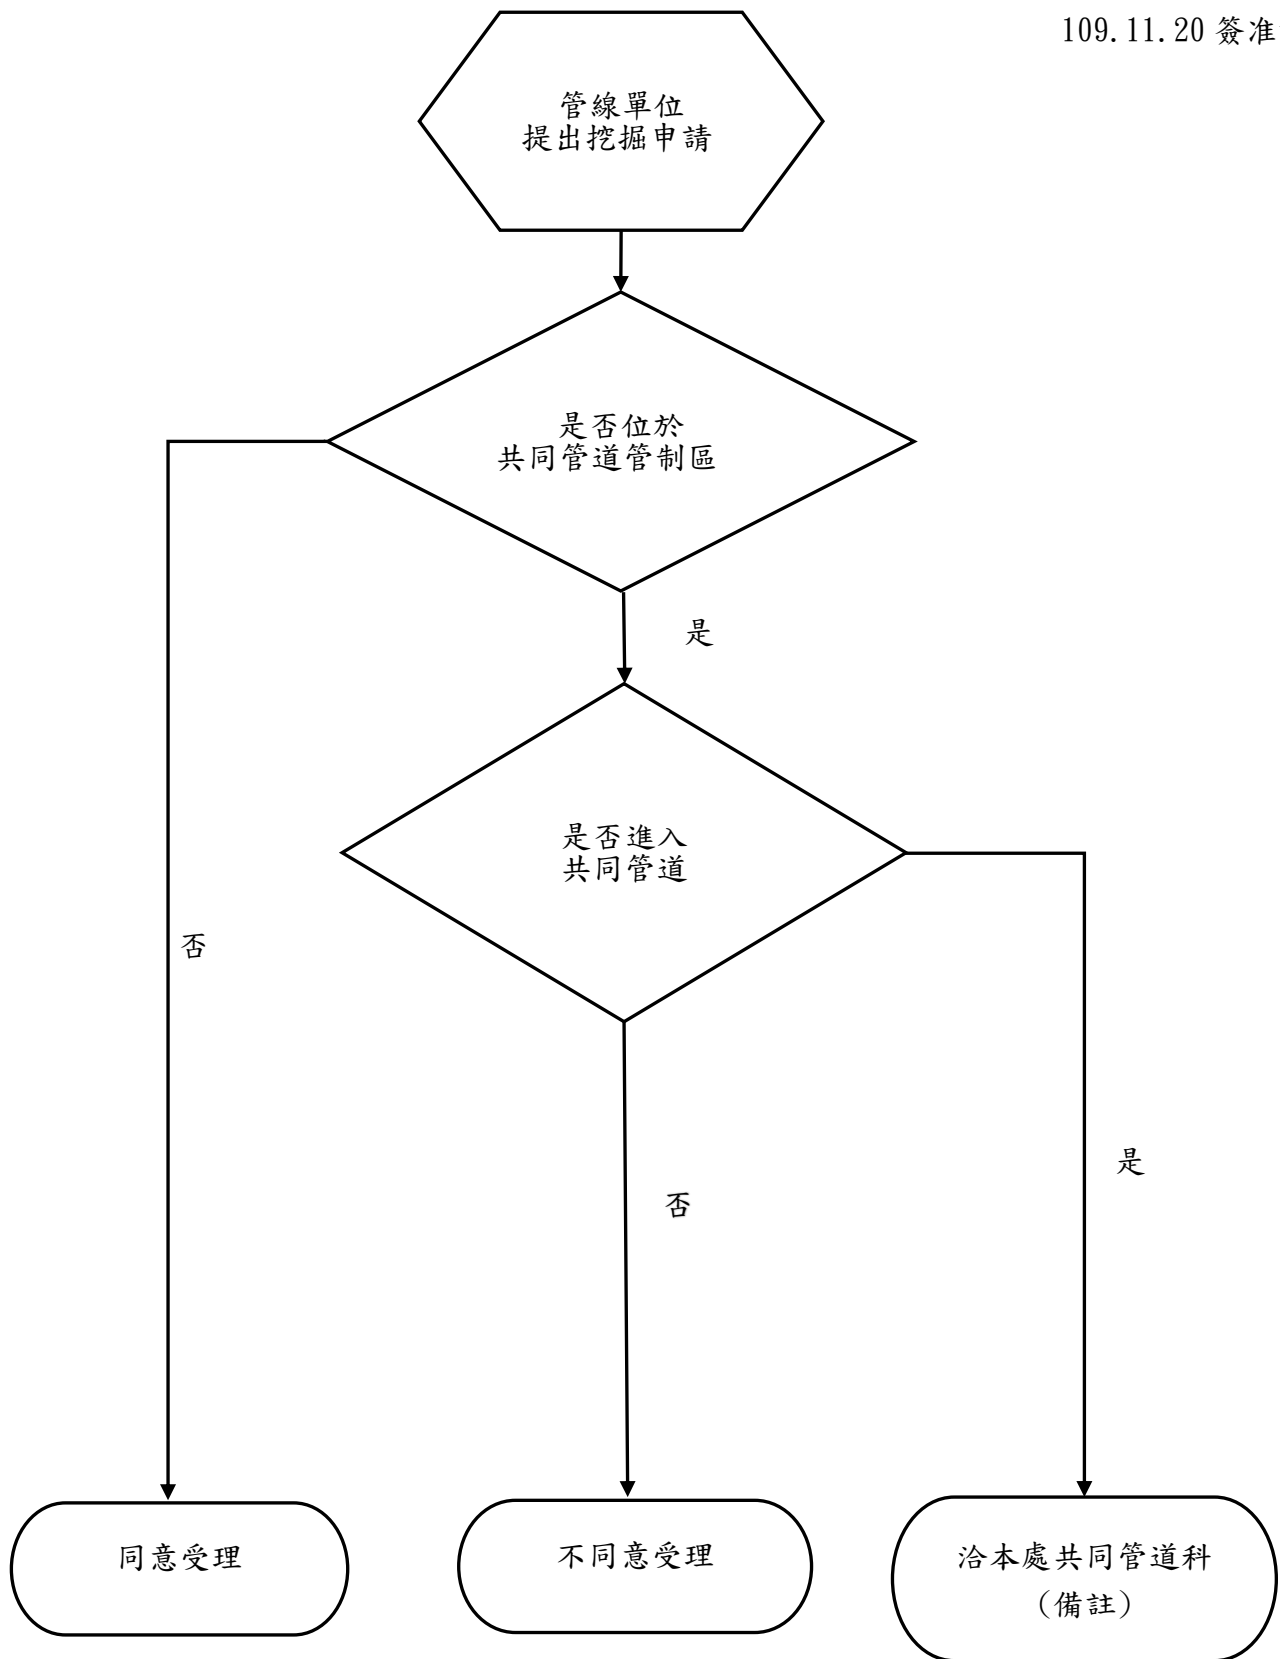 109.11.20 簽准
管線單位
提出挖掘申請
是否位於
共同管道管制區
是
是否進入
共同管道
否
是
否
同意受理
不同意受理
洽本處共同管道科
(備註)